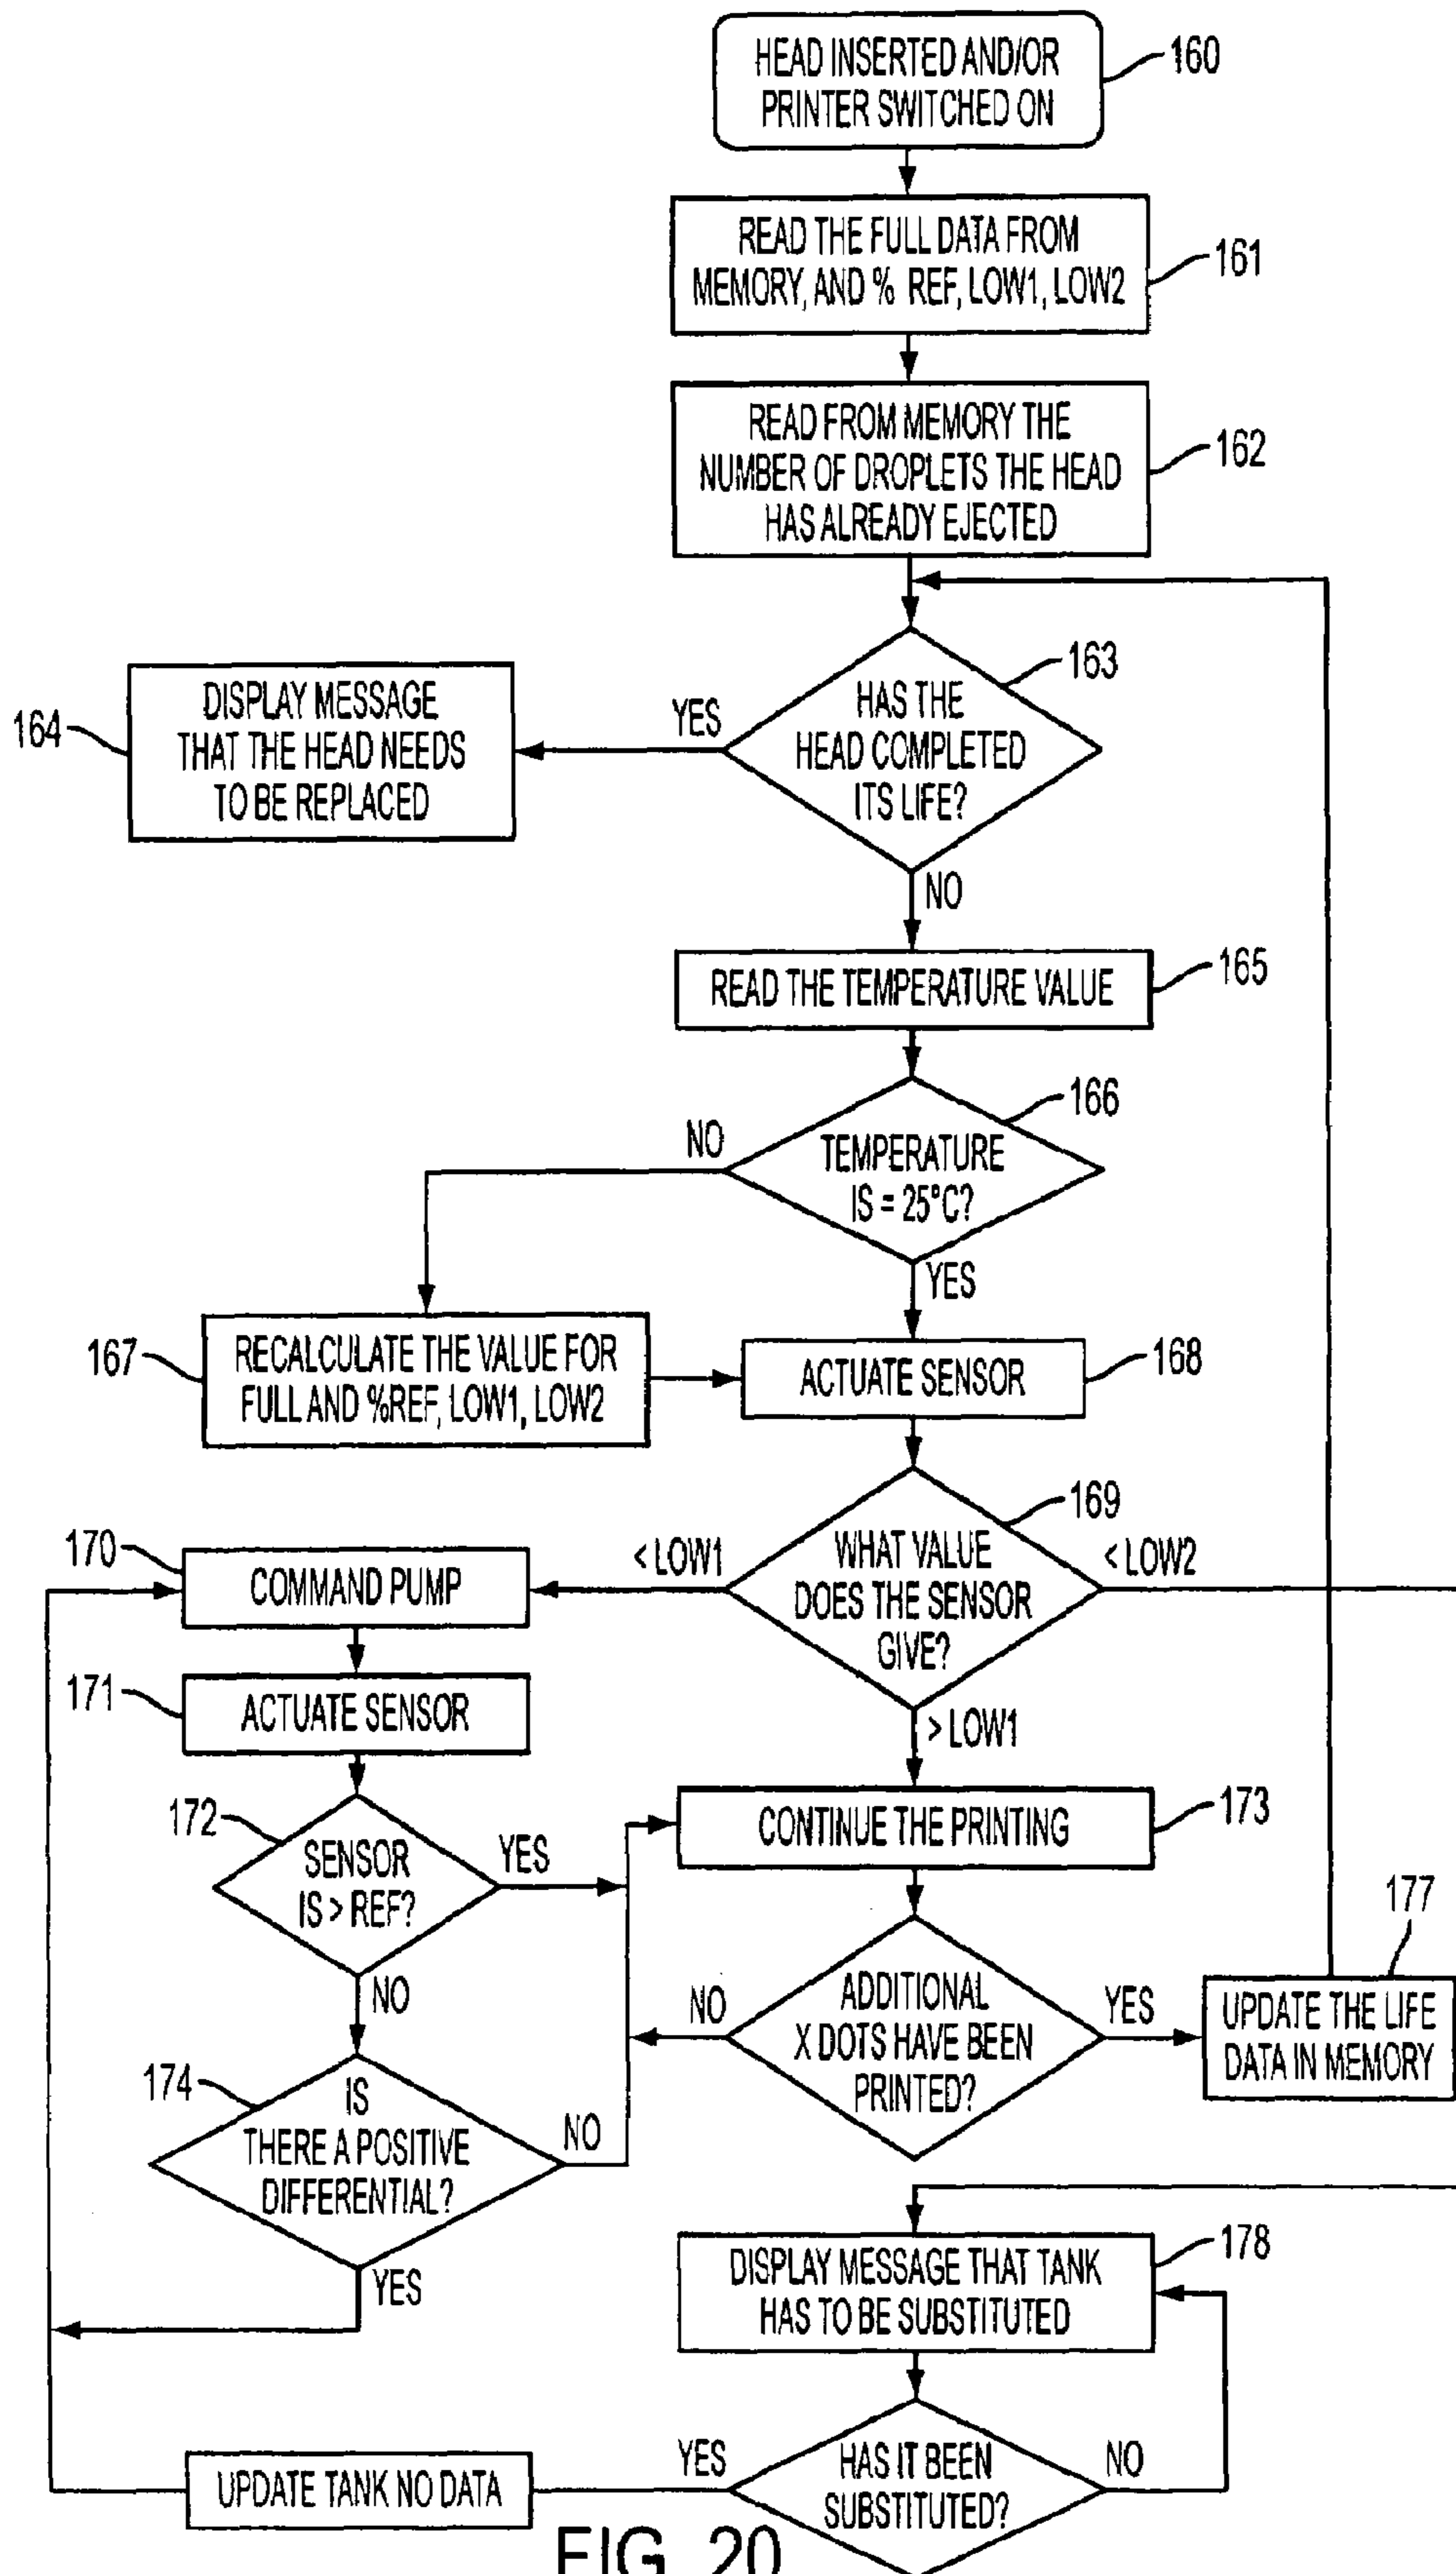 HEAD INSERTED AND/OR
PRINTER SWITCHED ON
160
READ THE FULL DATA FROM
MEMORY, AND % REF, LOW1, LOW2
161
READ FROM MEMORY THE
NUMBER OF DROPLETS THE HEAD
HAS ALREADY EJECTED
162
163
HAS THE
HEAD COMPLETED
ITS LIFE?
YES
164
DISPLAY MESSAGE
THAT THE HEAD NEEDS
TO BE REPLACED
NO
READ THE TEMPERATURE VALUE
165
166
TEMPERATURE
IS = 25°C?
NO
YES
167
RECALCULATE THE VALUE FOR
FULL AND %REF, LOW1, LOW2
ACTUATE SENSOR
168
169
WHAT VALUE
DOES THE SENSOR
GIVE?
< LOW1
< LOW2
> LOW1
170
COMMAND PUMP
171
ACTUATE SENSOR
172
SENSOR
IS > REF?
YES
NO
CONTINUE THE PRINTING
173
ADDITIONAL
X DOTS HAVE BEEN
PRINTED?
NO
YES
177
UPDATE THE LIFE
DATA IN MEMORY
174
IS
THERE A POSITIVE
DIFFERENTIAL?
NO
YES
178
DISPLAY MESSAGE THAT TANK
HAS TO BE SUBSTITUTED
HAS IT BEEN
SUBSTITUTED?
YES
NO
UPDATE TANK NO DATA
FIG. 20